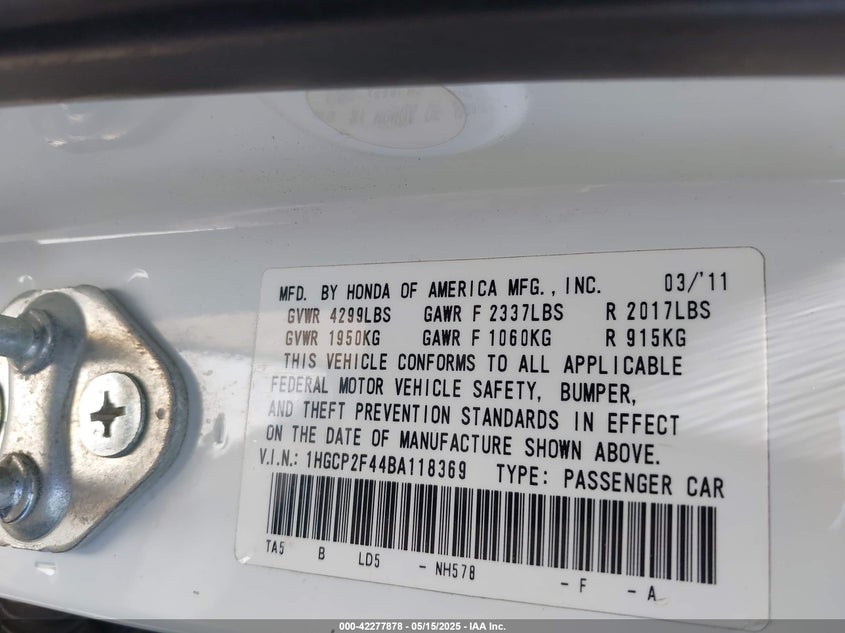 MFD. BY HONDA OF AMERICA MFG., INC. 03/'11
GVWR 4299LBS GAWR F 2337LBS R 2017LBS
GVWR 1950KG GAWR F 1060KG R 915KG
THIS VEHICLE CONFORMS TO ALL APPLICABLE
FEDERAL MOTOR VEHICLE SAFETY, BUMPER,
AND THEFT PREVENTION STANDARDS IN EFFECT
ON THE DATE OF MANUFACTURE SHOWN ABOVE.
V.I.N.: 1HGCP2F44BA118369 TYPE: PASSENGER CAR
TA5 B LD5 - NH578 - F - A
000-42277878 - 05/15/2025 - IAA Inc.